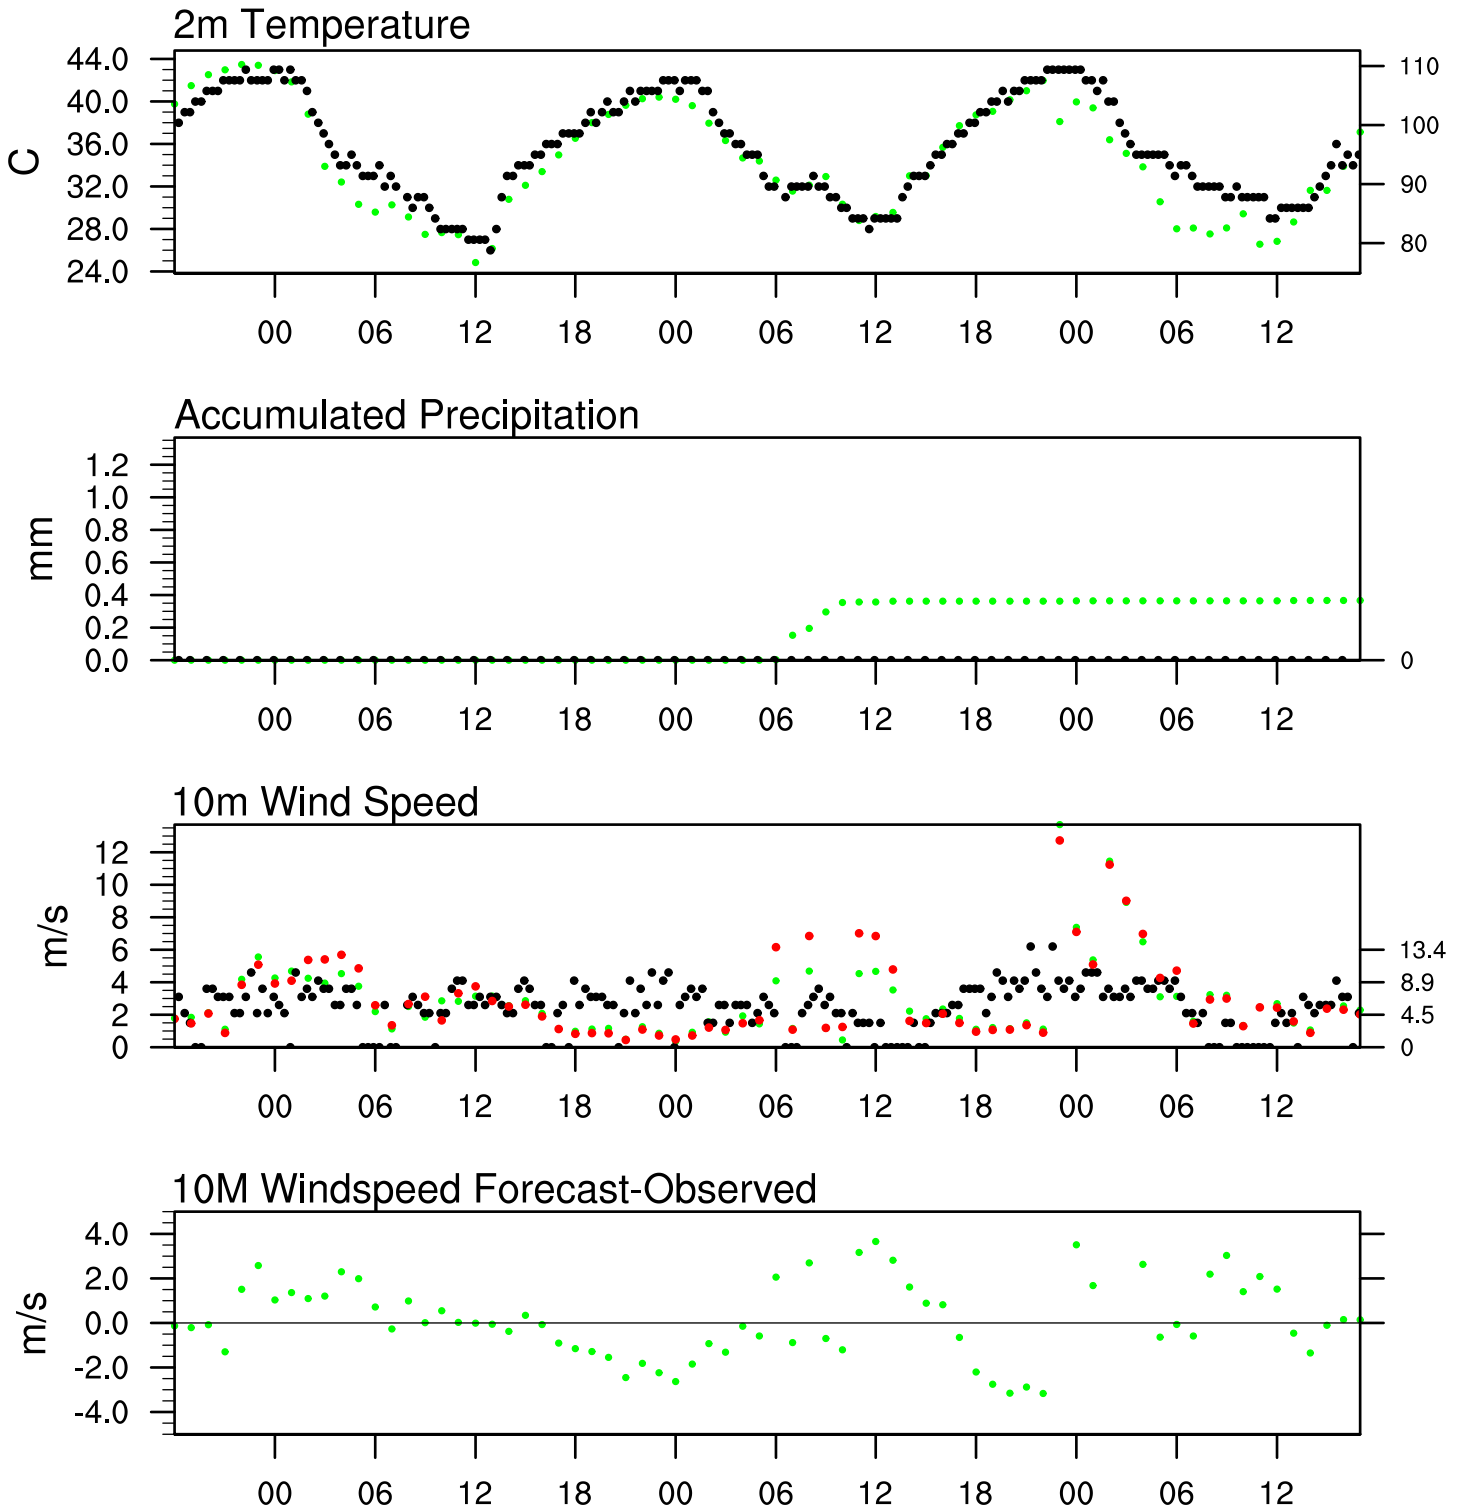 2m Temperature
44.0
40.0
36.0
32.0
28.0
24.0
C
110
100
90
80
00 06 12 18 00 06 12 18 00 06 12
Accumulated Precipitation
1.2
1.0
0.8
0.6
0.4
0.2
0.0
mm
0
00 06 12 18 00 06 12 18 00 06 12
10m Wind Speed
12
10
8
6
4
2
0
m/s
13.4
8.9
4.5
0
00 06 12 18 00 06 12 18 00 06 12
10M Windspeed Forecast-Observed
4.0
2.0
0.0
-2.0
-4.0
m/s
00 06 12 18 00 06 12 18 00 06 12